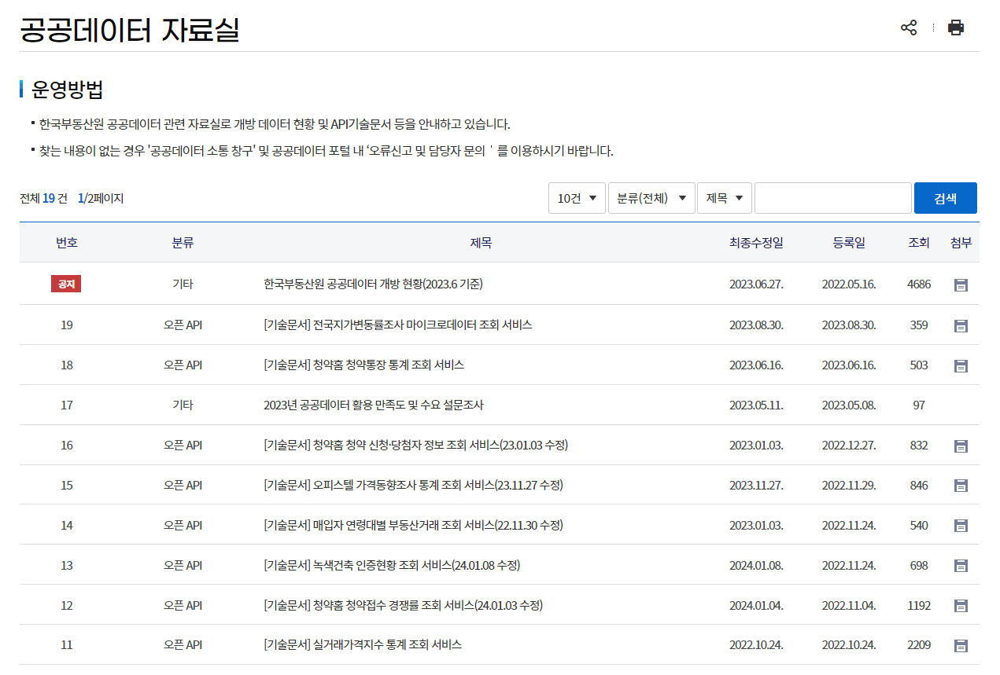 공공데이터 자료실
운영방법
한국부동산원 공공데이터 관련 자료실로 개방 데이터 현황 및 API기술문서 등을 안내하고 있습니다.
찾는 내용이 없는 경우 '공공데이터 소통 창구' 및 공공데이터 포털 내 ‘오류신고 및 담당자 문의 ＇를 이용하시기 바랍니다.
전체 19 건 1/2페이지 10건 분류(전체) 제목 검색
번호 분류 제목 최종수정일 등록일 조회 첨부
공지 기타 한국부동산원 공공데이터 개방 현황(2023.6 기준) 2023.06.27. 2022.05.16. 4686
19 오픈 API [기술문서] 전국지가변동률조사 마이크로데이터 조회 서비스 2023.08.30. 2023.08.30. 359
18 오픈 API [기술문서] 청약홈 청약통장 통계 조회 서비스 2023.06.16. 2023.06.16. 503
17 기타 2023년 공공데이터 활용 만족도 및 수요 설문조사 2023.05.11. 2023.05.08. 97
16 오픈 API [기술문서] 청약홈 청약 신청·당첨자 정보 조회 서비스(23.01.03 수정) 2023.01.03. 2022.12.27. 832
15 오픈 API [기술문서] 오피스텔 가격동향조사 통계 조회 서비스(23.11.27 수정) 2023.11.27. 2022.11.29. 846
14 오픈 API [기술문서] 매입자 연령대별 부동산거래 조회 서비스(22.11.30 수정) 2023.01.03. 2022.11.24. 540
13 오픈 API [기술문서] 녹색건축 인증현황 조회 서비스(24.01.08 수정) 2024.01.08. 2022.11.24. 698
12 오픈 API [기술문서] 청약홈 청약접수 경쟁률 조회 서비스(24.01.03 수정) 2024.01.04. 2022.11.04. 1192
11 오픈 API [기술문서] 실거래가격지수 통계 조회 서비스 2022.10.24. 2022.10.24. 2209